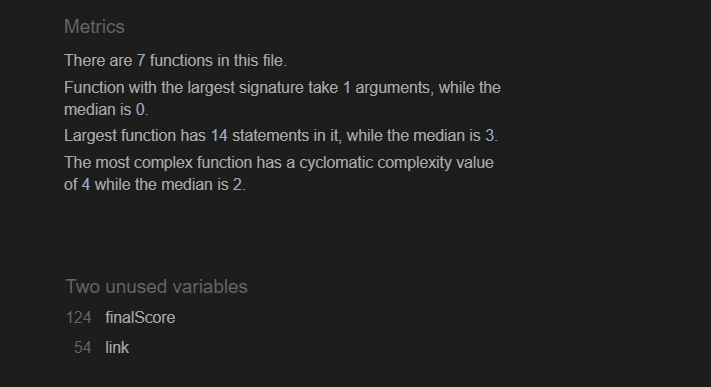 Metrics
There are 7 functions in this file.
Function with the largest signature take 1 arguments, while the
median is 0.
Largest function has 14 statements in it, while the median is 3.
The most complex function has a cyclomatic complexity value
of 4 while the median is 2.
Two unused variables
124 finalScore
54 link